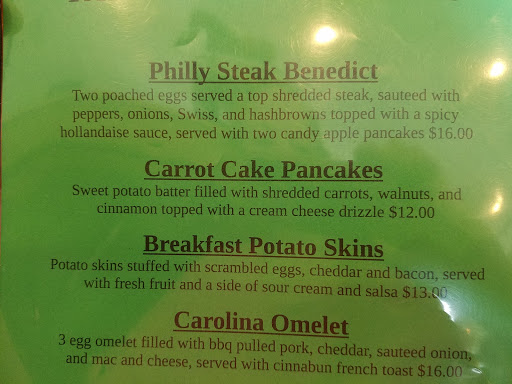 Philly Steak Benedict
Two poached eggs served a top shredded steak, sauteed with
peppers, onions, Swiss, and hashbrowns topped with a spicy
hollandaise sauce, served with two candy apple pancakes $16.00
Carrot Cake Pancakes
Sweet potato batter filled with shredded carrots, walnuts, and
cinnamon topped with a cream cheese drizzle $12.00
Breakfast Potato Skins
Potato skins stuffed with scrambled eggs, cheddar and bacon, served
with fresh fruit and a side of sour cream and salsa $13.00
Carolina Omelet
3 egg omelet filled with bbq pulled pork, cheddar, sauteed onion,
and mac and cheese, served with cinnabun french toast $16.00